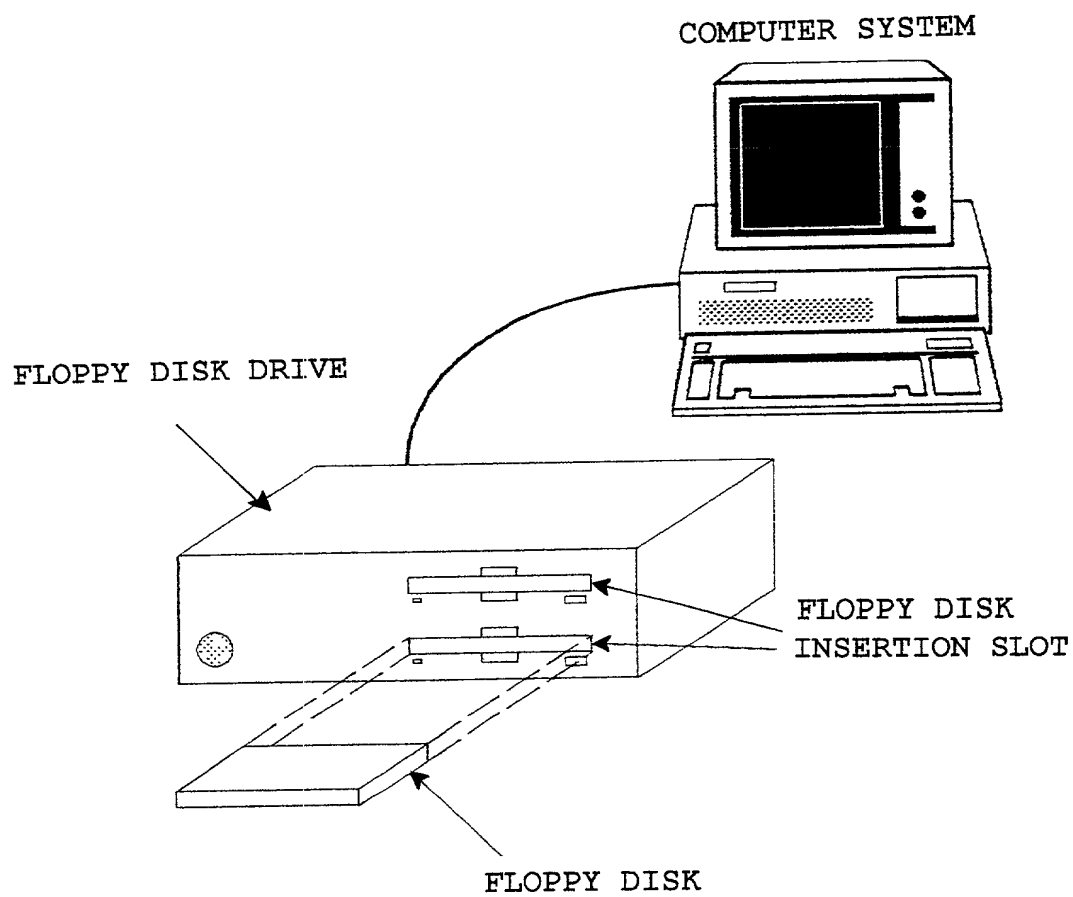 COMPUTER SYSTEM
FLOPPY DISK DRIVE
FLOPPY DISK
INSERTION SLOT
FLOPPY DISK